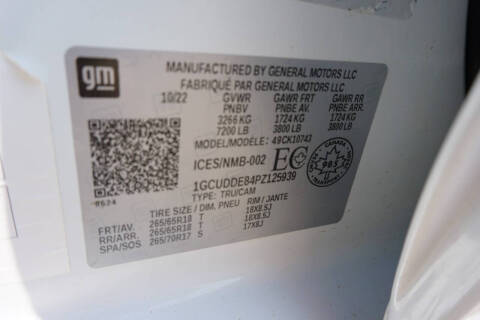 gm
MANUFACTURED BY GENERAL MOTORS LLC
FABRIQUÉ PAR GENERAL MOTORS LLC
10/22 GVWR GAWR FRT GAWR RR
PNBV PNBE AV. PNBE ARR.
3266 KG 1724 KG 1724 KG
7200 LB 3800 LB 3800 LB
MODEL/MODÈLE: 49CK10743
ICES/NMB-002 EC
1GCUDDE84PZ125939
TYPE: TRU/CAM
TIRE SIZE / DIM. PNEU RIM / JANTE
FRT/AV. 265/65R18 T 18X8.5J
RR/ARR. 265/65R18 T 18X8.5J
SPA/SOS 265/70R17 S 17X8J